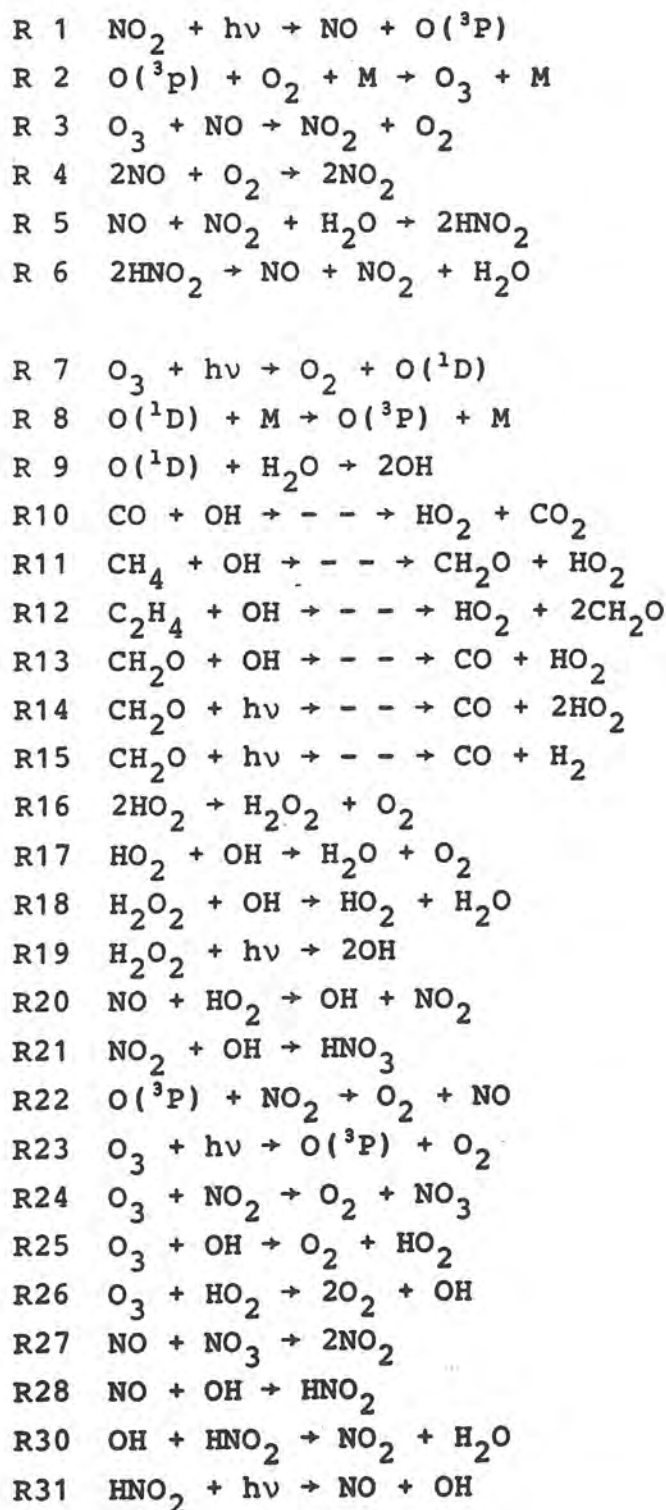 R 1 NO₂ + hν → NO + O(³P)
R 2 O(³p) + O₂ + M → O₃ + M
R 3 O₃ + NO → NO₂ + O₂
R 4 2NO + O₂ → 2NO₂
R 5 NO + NO₂ + H₂O → 2HNO₂
R 6 2HNO₂ → NO + NO₂ + H₂O
R 7 O₃ + hν → O₂ + O(¹D)
R 8 O(¹D) + M → O(³P) + M
R 9 O(¹D) + H₂O → 2OH
R10 CO + OH → - - → HO₂ + CO₂
R11 CH₄ + OH → - - → CH₂O + HO₂
R12 C₂H₄ + OH → - - → HO₂ + 2CH₂O
R13 CH₂O + OH → - - → CO + HO₂
R14 CH₂O + hν → - - → CO + 2HO₂
R15 CH₂O + hν → - - → CO + H₂
R16 2HO₂ → H₂O₂ + O₂
R17 HO₂ + OH → H₂O + O₂
R18 H₂O₂ + OH → HO₂ + H₂O
R19 H₂O₂ + hν → 2OH
R20 NO + HO₂ → OH + NO₂
R21 NO₂ + OH → HNO₃
R22 O(³P) + NO₂ → O₂ + NO
R23 O₃ + hν → O(³P) + O₂
R24 O₃ + NO₂ → O₂ + NO₃
R25 O₃ + OH → O₂ + HO₂
R26 O₃ + HO₂ → 2O₂ + OH
R27 NO + NO₃ → 2NO₂
R28 NO + OH → HNO₂
R30 OH + HNO₂ → NO₂ + H₂O
R31 HNO₂ + hν → NO + OH